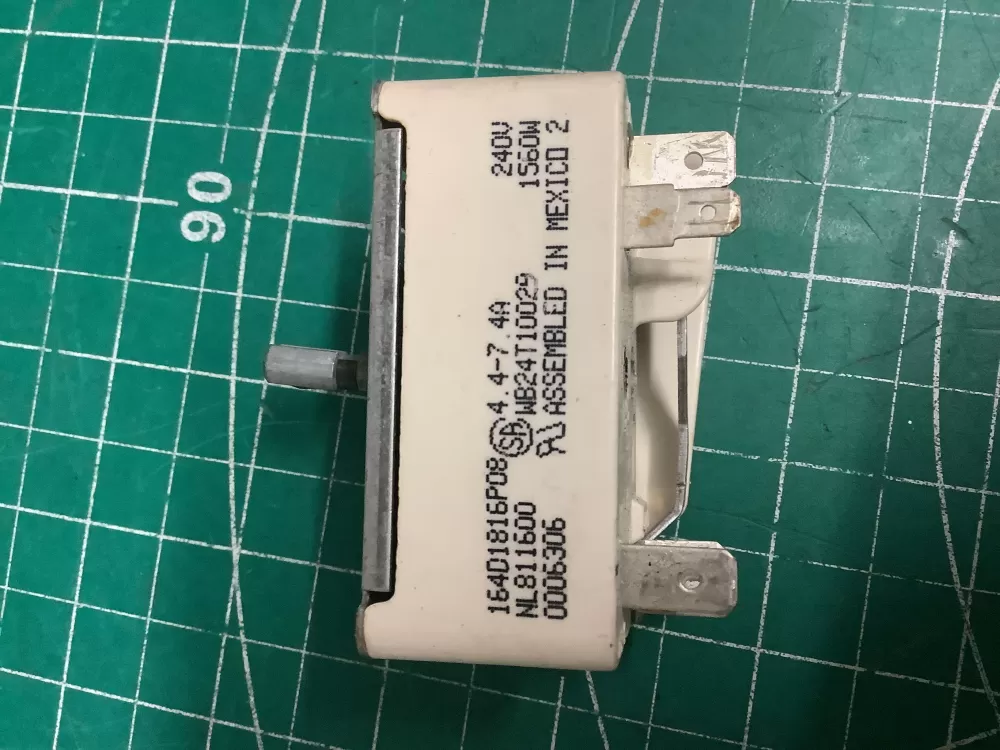 164D1816P08 4.4-7.4A 240V
NL811600 WB24T10029 1560W
0006306 ASSEMBLED IN MEXICO 2
90